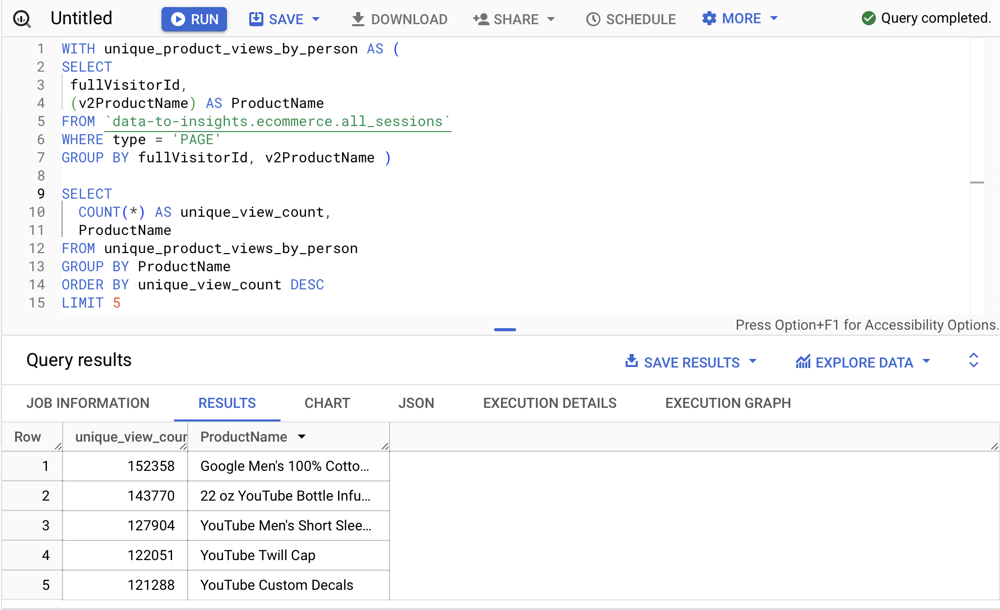 Untitled RUN SAVE DOWNLOAD SHARE SCHEDULE MORE Query completed.
1 WITH unique_product_views_by_person AS (
2 SELECT
3 fullVisitorId,
4 (v2ProductName) AS ProductName
5 FROM `data-to-insights.ecommerce.all_sessions`
6 WHERE type = 'PAGE'
7 GROUP BY fullVisitorId, v2ProductName )
8
9 SELECT
10 COUNT(*) AS unique_view_count,
11 ProductName
12 FROM unique_product_views_by_person
13 GROUP BY ProductName
14 ORDER BY unique_view_count DESC
15 LIMIT 5
Press Option+F1 for Accessibility Options.
Query results SAVE RESULTS EXPLORE DATA
JOB INFORMATION RESULTS CHART JSON EXECUTION DETAILS EXECUTION GRAPH
Row unique_view_cour ProductName
1 152358 Google Men's 100% Cotto...
2 143770 22 oz YouTube Bottle Infu...
3 127904 YouTube Men's Short Slee...
4 122051 YouTube Twill Cap
5 121288 YouTube Custom Decals